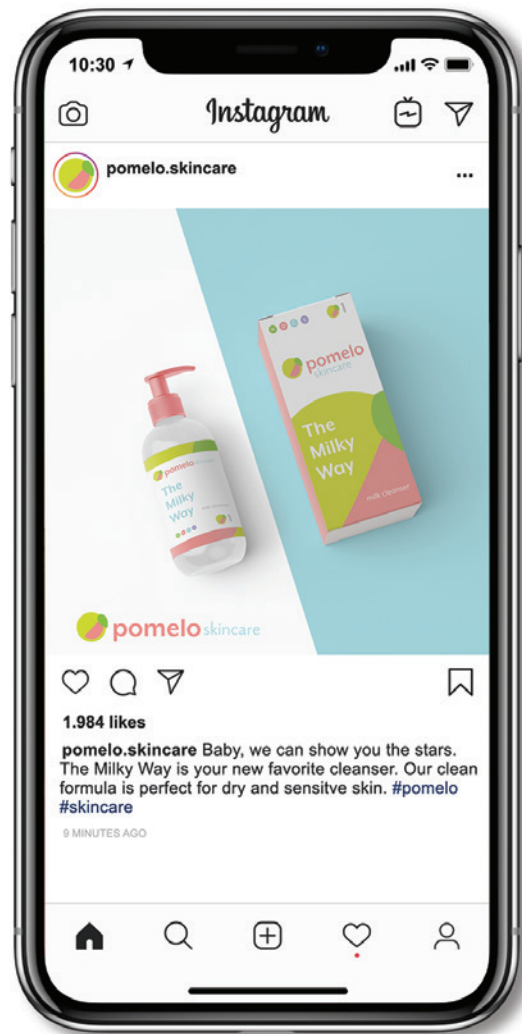 10:30
Instagram
pomelo.skincare
pomelo
skincare
The
Milky
Way
milk cleanser
pomelo
The
Milky
Way
pomelo skincare
1.984 likes
pomelo.skincare Baby, we can show you the stars.
The Milky Way is your new favorite cleanser. Our clean
formula is perfect for dry and sensitve skin. #pomelo
#skincare
9 MINUTES AGO